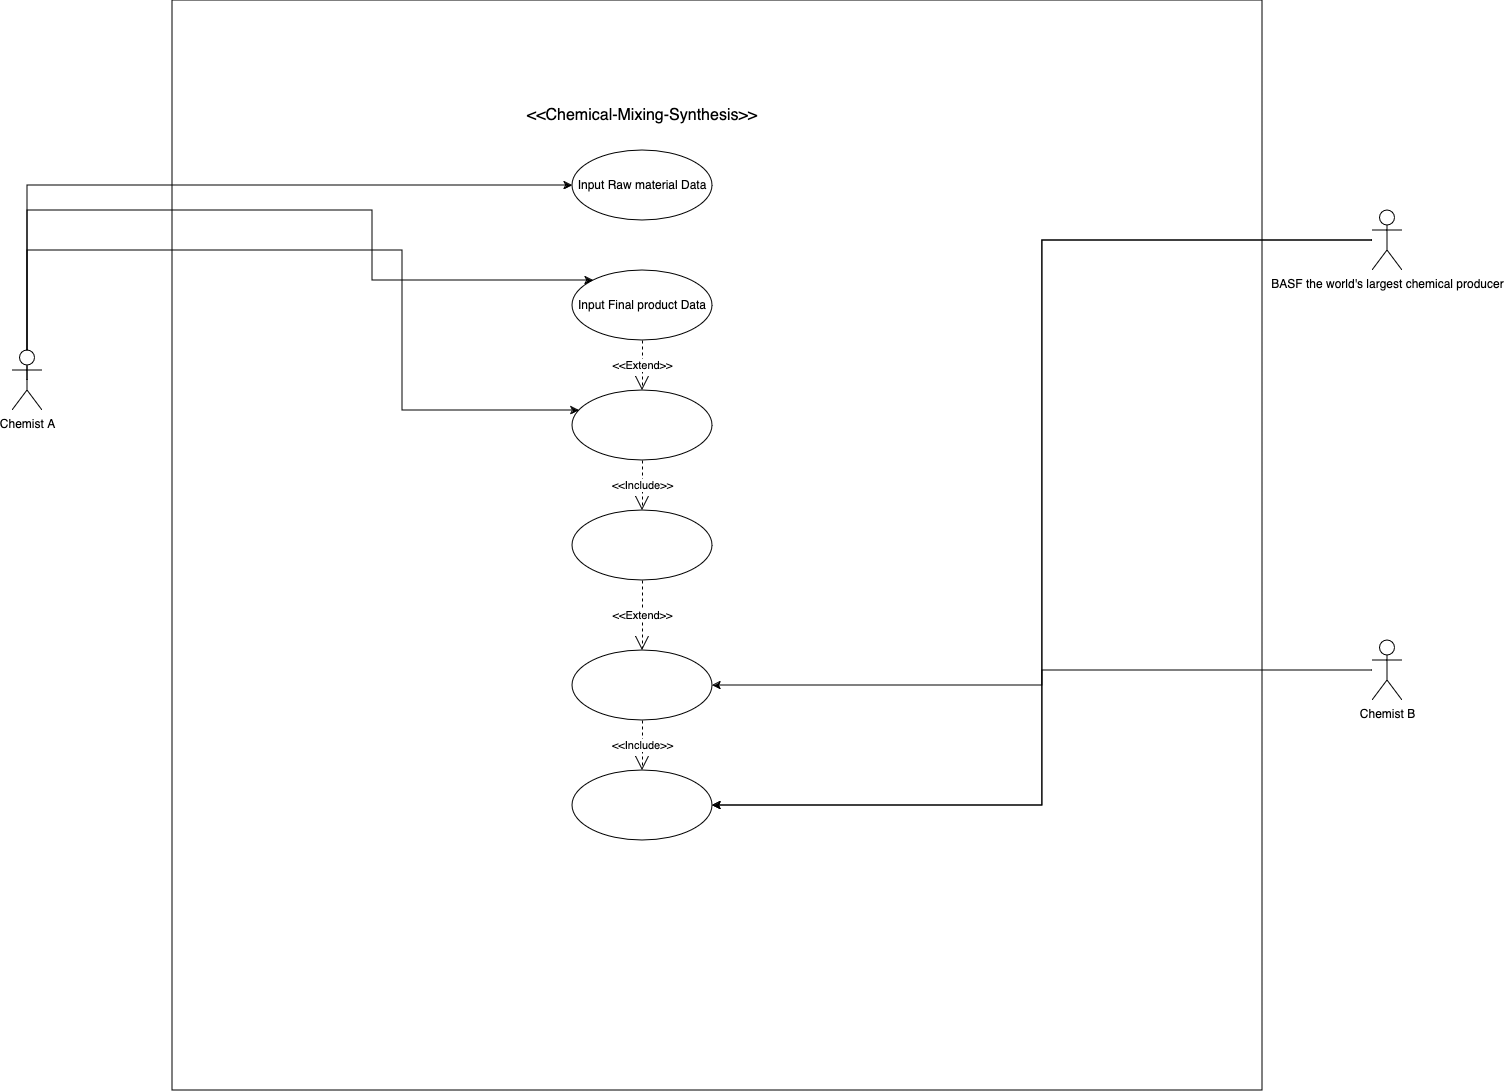 <<Chemical-Mixing-Synthesis>>
Input Raw material Data
Input Final product Data
<<Extend>>
<<Include>>
<<Extend>>
<<Include>>
Chemist A
BASF the world's largest chemical producer
Chemist B